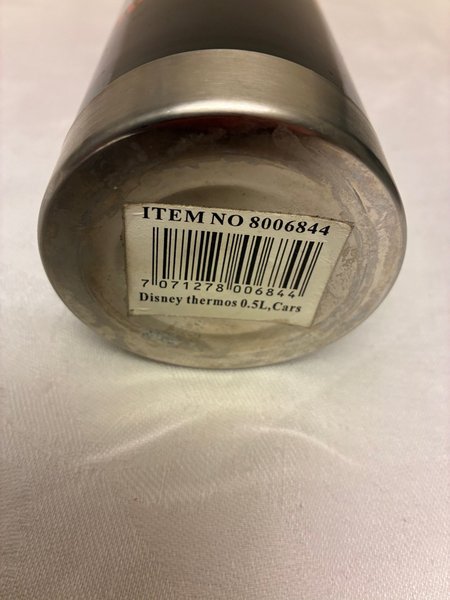 ITEM NO 8006844
7 071278 006844
Disney thermos 0.5L,Cars